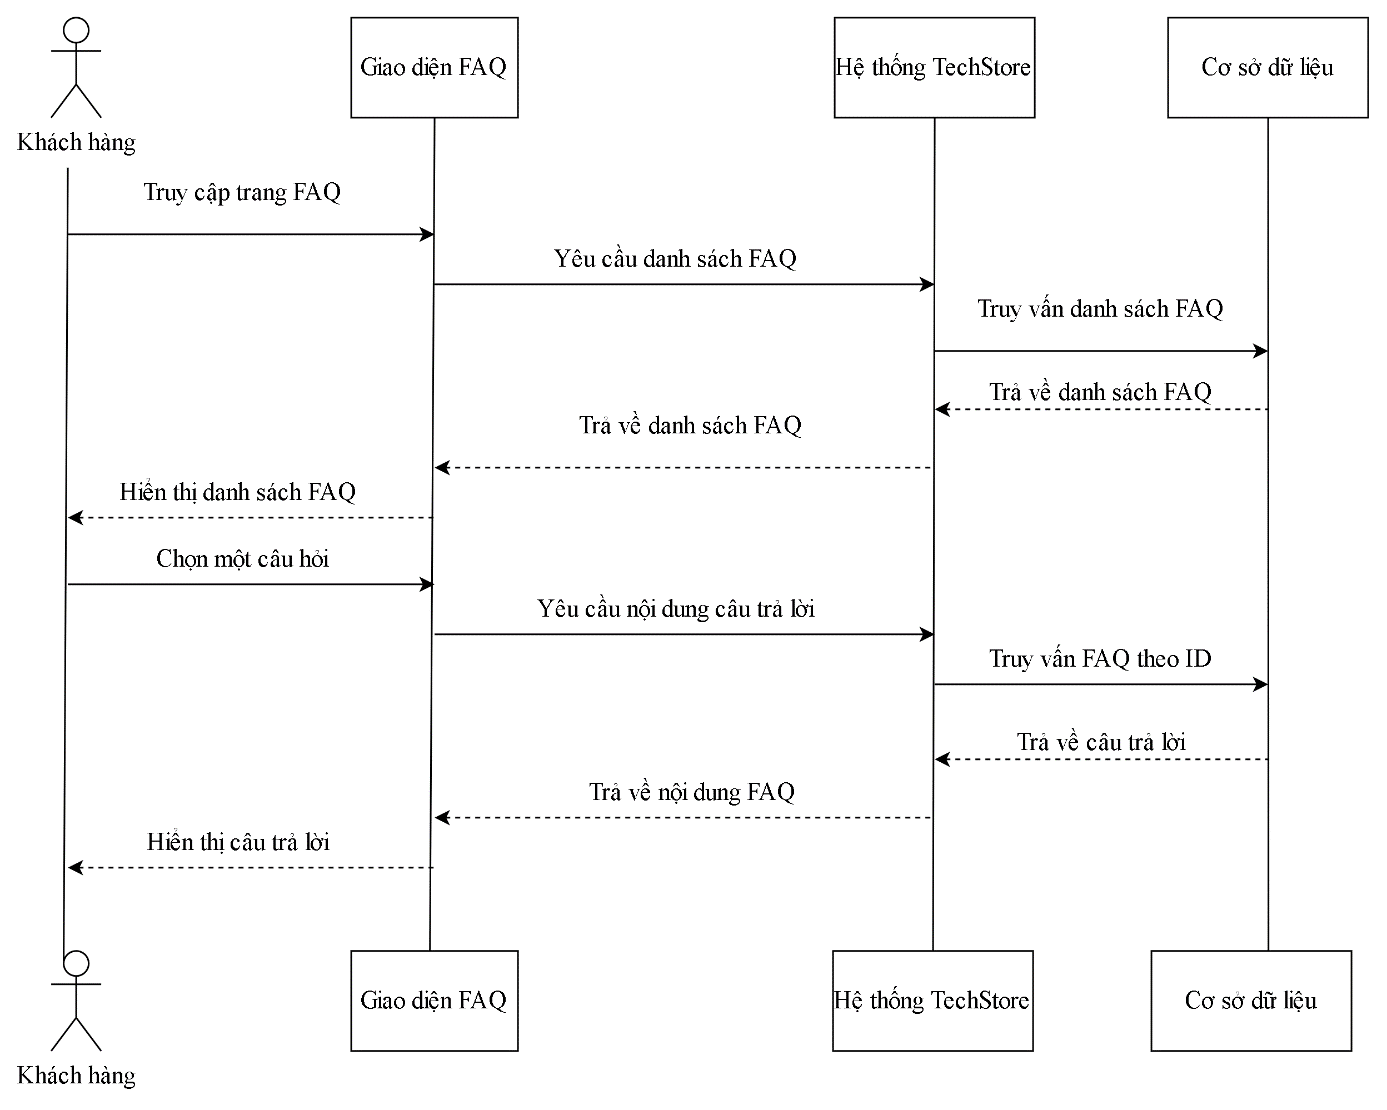 Khách hàng
Giao diện FAQ
Hệ thống TechStore
Cơ sở dữ liệu
Truy cập trang FAQ
Yêu cầu danh sách FAQ
Truy vấn danh sách FAQ
Trả về danh sách FAQ
Trả về danh sách FAQ
Hiển thị danh sách FAQ
Chọn một câu hỏi
Yêu cầu nội dung câu trả lời
Truy vấn FAQ theo ID
Trả về câu trả lời
Trả về nội dung FAQ
Hiển thị câu trả lời
Khách hàng
Giao diện FAQ
Hệ thống TechStore
Cơ sở dữ liệu